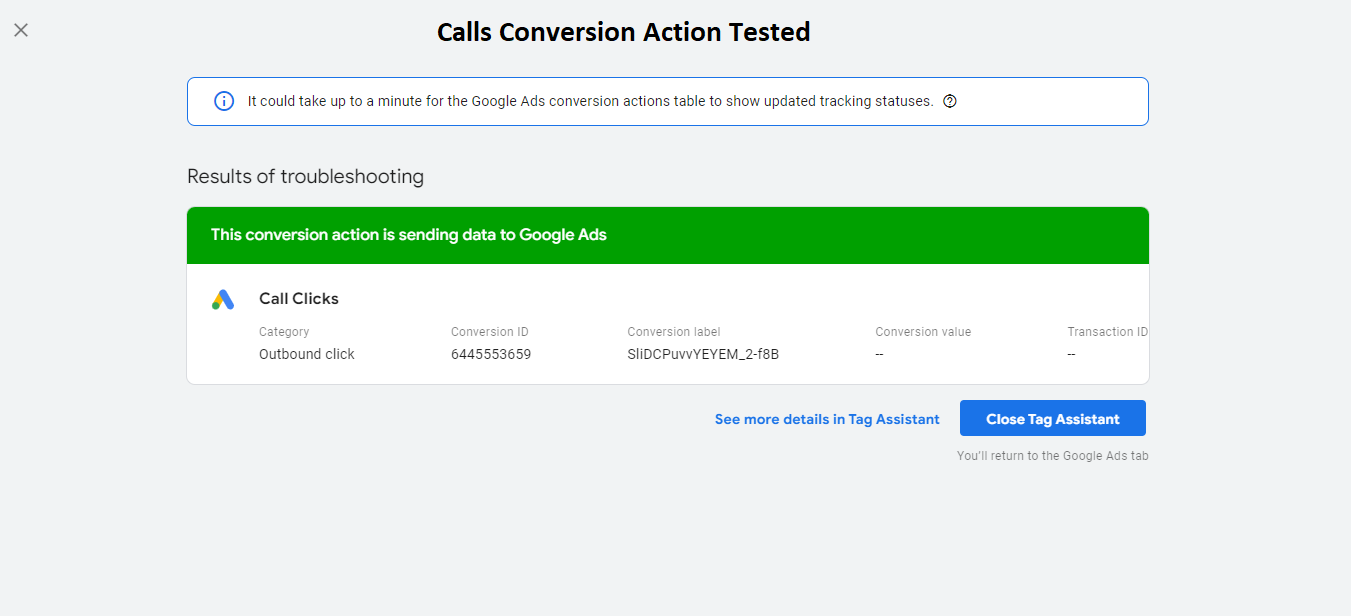 Calls Conversion Action Tested
It could take up to a minute for the Google Ads conversion actions table to show updated tracking statuses.
Results of troubleshooting
This conversion action is sending data to Google Ads
Call Clicks
Category Conversion ID Conversion label Conversion value Transaction ID
Outbound click 6445553659 SliDCPuvvYEYEM_2-f8B -- --
See more details in Tag Assistant Close Tag Assistant
You'll return to the Google Ads tab